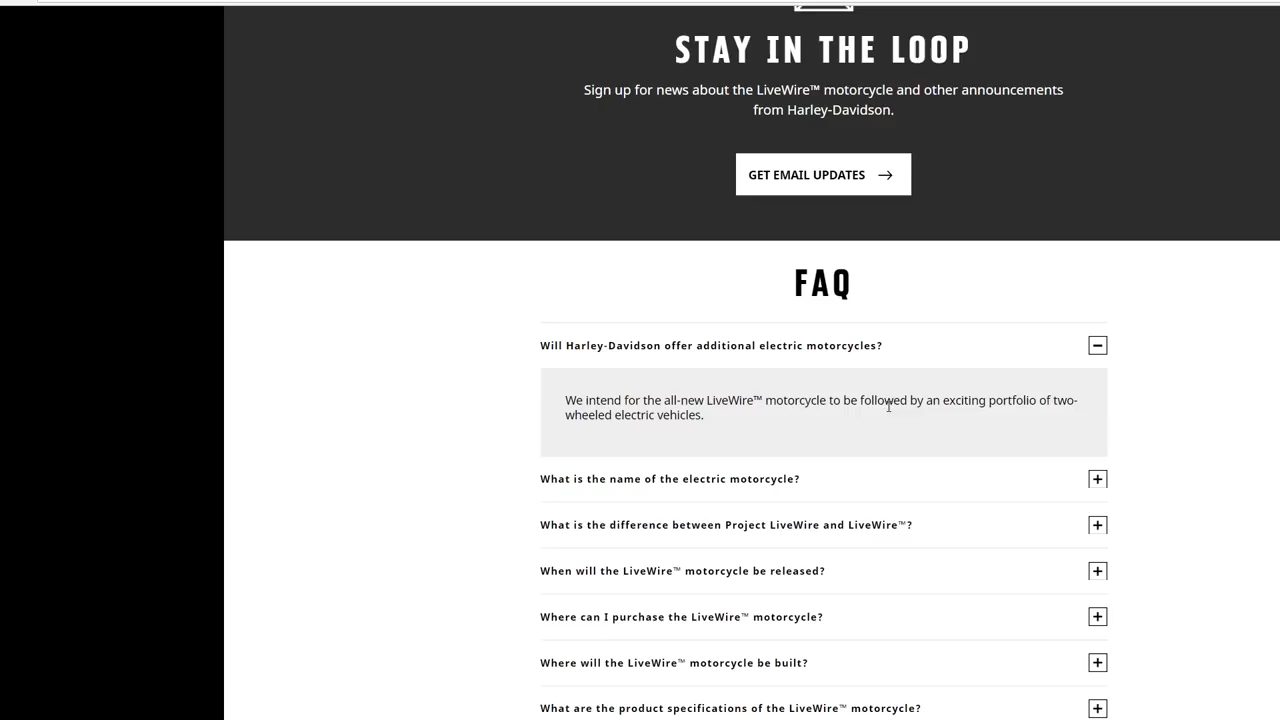 STAY IN THE LOOP
Sign up for news about the LiveWire™ motorcycle and other announcements
from Harley-Davidson.
GET EMAIL UPDATES →
FAQ
Will Harley-Davidson offer additional electric motorcycles?
We intend for the all-new LiveWire™ motorcycle to be followed by an exciting portfolio of two-
wheeled electric vehicles.
What is the name of the electric motorcycle?
What is the difference between Project LiveWire and LiveWire™?
When will the LiveWire™ motorcycle be released?
Where can I purchase the LiveWire™ motorcycle?
Where will the LiveWire™ motorcycle be built?
What are the product specifications of the LiveWire™ motorcycle?